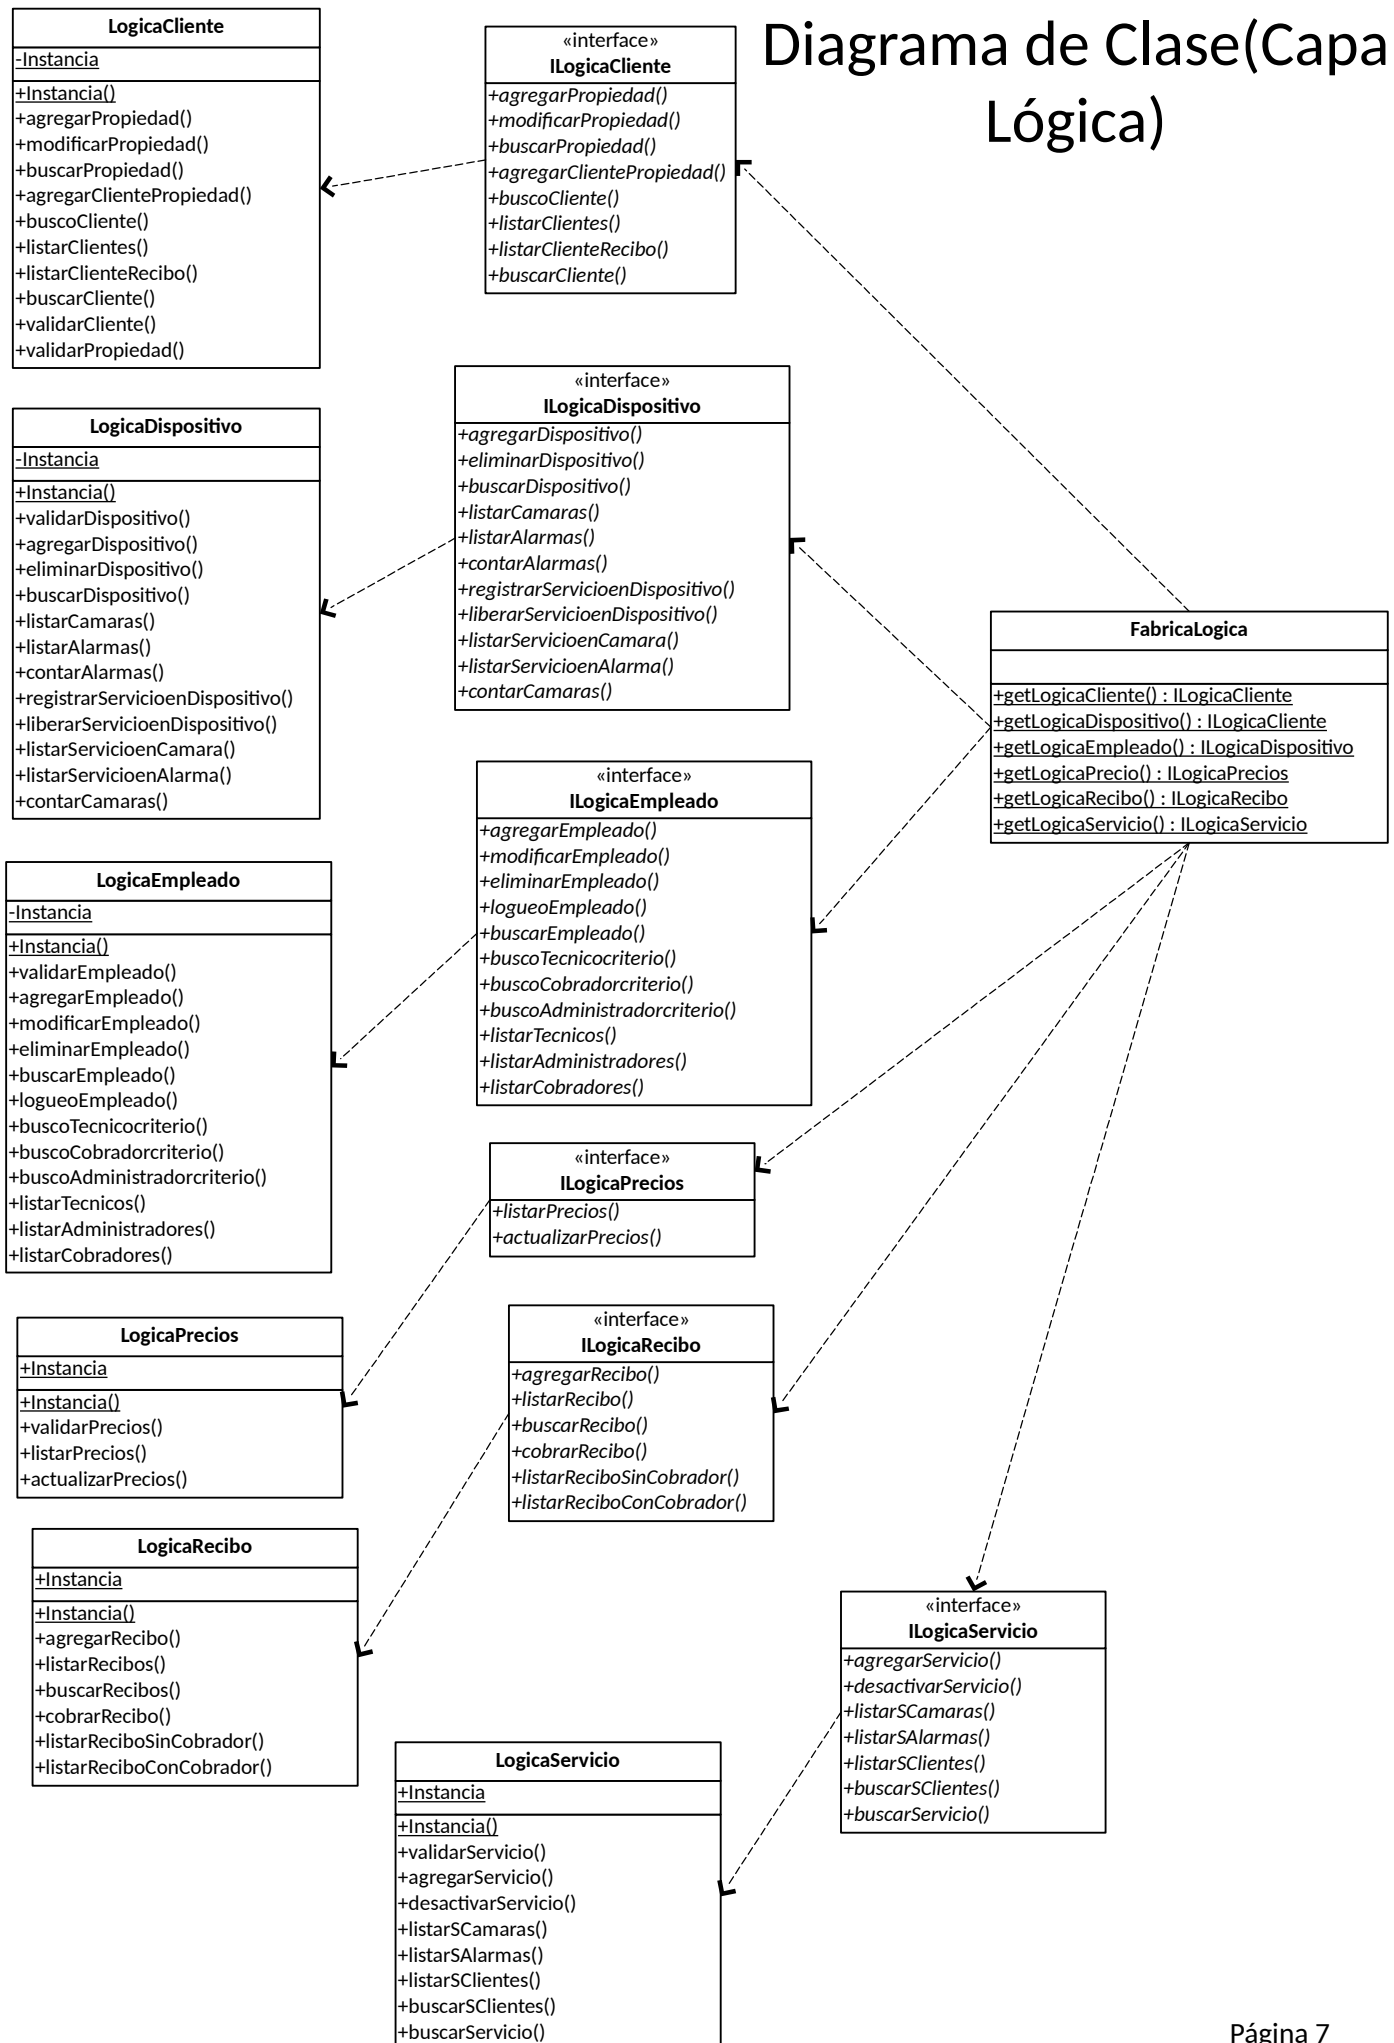 Diagrama de Clase(Capa
Lógica)
LogicaCliente
-Instancia
+Instancia()
+agregarPropiedad()
+modificarPropiedad()
+buscarPropiedad()
+agregarClientePropiedad()
+buscoCliente()
+listarClientes()
+listarClienteRecibo()
+buscarCliente()
+validarCliente()
+validarPropiedad()
«interface»
ILogicaCliente
+agregarPropiedad()
+modificarPropiedad()
+buscarPropiedad()
+agregarClientePropiedad()
+buscoCliente()
+listarClientes()
+listarClienteRecibo()
+buscarCliente()
LogicaDispositivo
-Instancia
+Instancia()
+validarDispositivo()
+agregarDispositivo()
+eliminarDispositivo()
+buscarDispositivo()
+listarCamaras()
+listarAlarmas()
+contarAlarmas()
+registrarServicioenDispositivo()
+liberarServicioenDispositivo()
+listarServicioenCamara()
+listarServicioenAlarma()
+contarCamaras()
«interface»
ILogicaDispositivo
+agregarDispositivo()
+eliminarDispositivo()
+buscarDispositivo()
+listarCamaras()
+listarAlarmas()
+contarAlarmas()
+registrarServicioenDispositivo()
+liberarServicioenDispositivo()
+listarServicioenCamara()
+listarServicioenAlarma()
+contarCamaras()
FabricaLogica
+getLogicaCliente() : ILogicaCliente
+getLogicaDispositivo() : ILogicaCliente
+getLogicaEmpleado() : ILogicaDispositivo
+getLogicaPrecio() : ILogicaPrecios
+getLogicaRecibo() : ILogicaRecibo
+getLogicaServicio() : ILogicaServicio
LogicaEmpleado
-Instancia
+Instancia()
+validarEmpleado()
+agregarEmpleado()
+modificarEmpleado()
+eliminarEmpleado()
+buscarEmpleado()
+logueoEmpleado()
+buscoTecnicocriterio()
+buscoCobradorcriterio()
+buscoAdministradorcriterio()
+listarTecnicos()
+listarAdministradores()
+listarCobradores()
«interface»
ILogicaEmpleado
+agregarEmpleado()
+modificarEmpleado()
+eliminarEmpleado()
+logueoEmpleado()
+buscarEmpleado()
+buscoTecnicocriterio()
+buscoCobradorcriterio()
+buscoAdministradorcriterio()
+listarTecnicos()
+listarAdministradores()
+listarCobradores()
«interface»
ILogicaPrecios
+listarPrecios()
+actualizarPrecios()
LogicaPrecios
+Instancia
+Instancia()
+validarPrecios()
+listarPrecios()
+actualizarPrecios()
«interface»
ILogicaRecibo
+agregarRecibo()
+listarRecibo()
+buscarRecibo()
+cobrarRecibo()
+listarReciboSinCobrador()
+listarReciboConCobrador()
LogicaRecibo
+Instancia
+Instancia()
+agregarRecibo()
+listarRecibos()
+buscarRecibos()
+cobrarRecibo()
+listarReciboSinCobrador()
+listarReciboConCobrador()
«interface»
ILogicaServicio
+agregarServicio()
+desactivarServicio()
+listarSCamaras()
+listarSAlarmas()
+listarSClientes()
+buscarSClientes()
+buscarServicio()
LogicaServicio
+Instancia
+Instancia()
+validarServicio()
+agregarServicio()
+desactivarServicio()
+listarSCamaras()
+listarSAlarmas()
+listarSClientes()
+buscarSClientes()
+buscarServicio()
Página 7